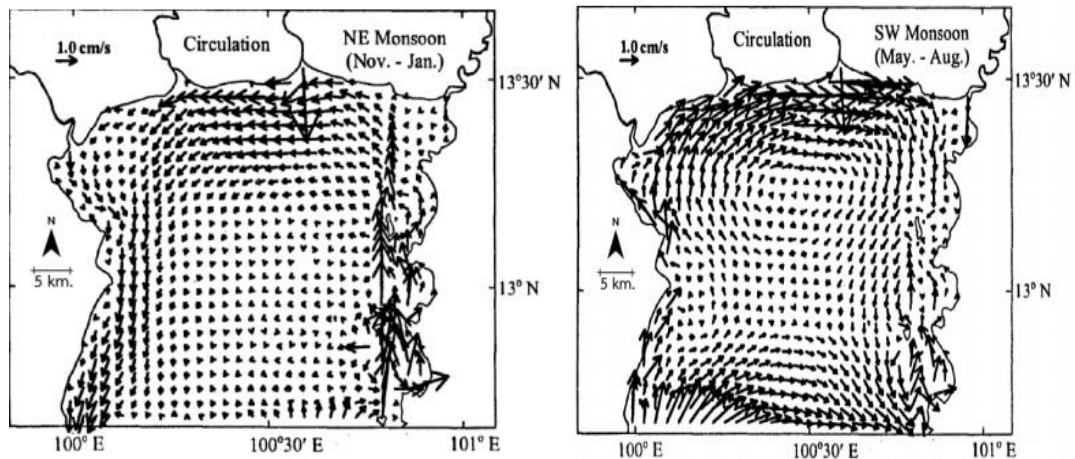 1.0 cm/s
Circulation
NE Monsoon
(Nov. - Jan.)
13°30' N
N
5 km.
13° N
100° E
100°30' E
101° E
1.0 cm/s
Circulation
SW Monsoon
(May. - Aug.)
13°30' N
N
5 km.
13° N
100° E
100°30' E
101° E